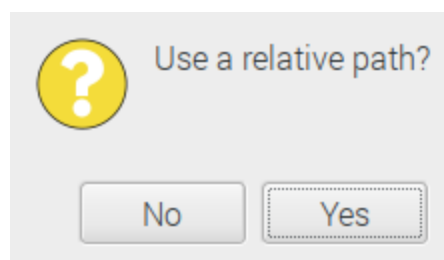 Use a relative path?
No
Yes